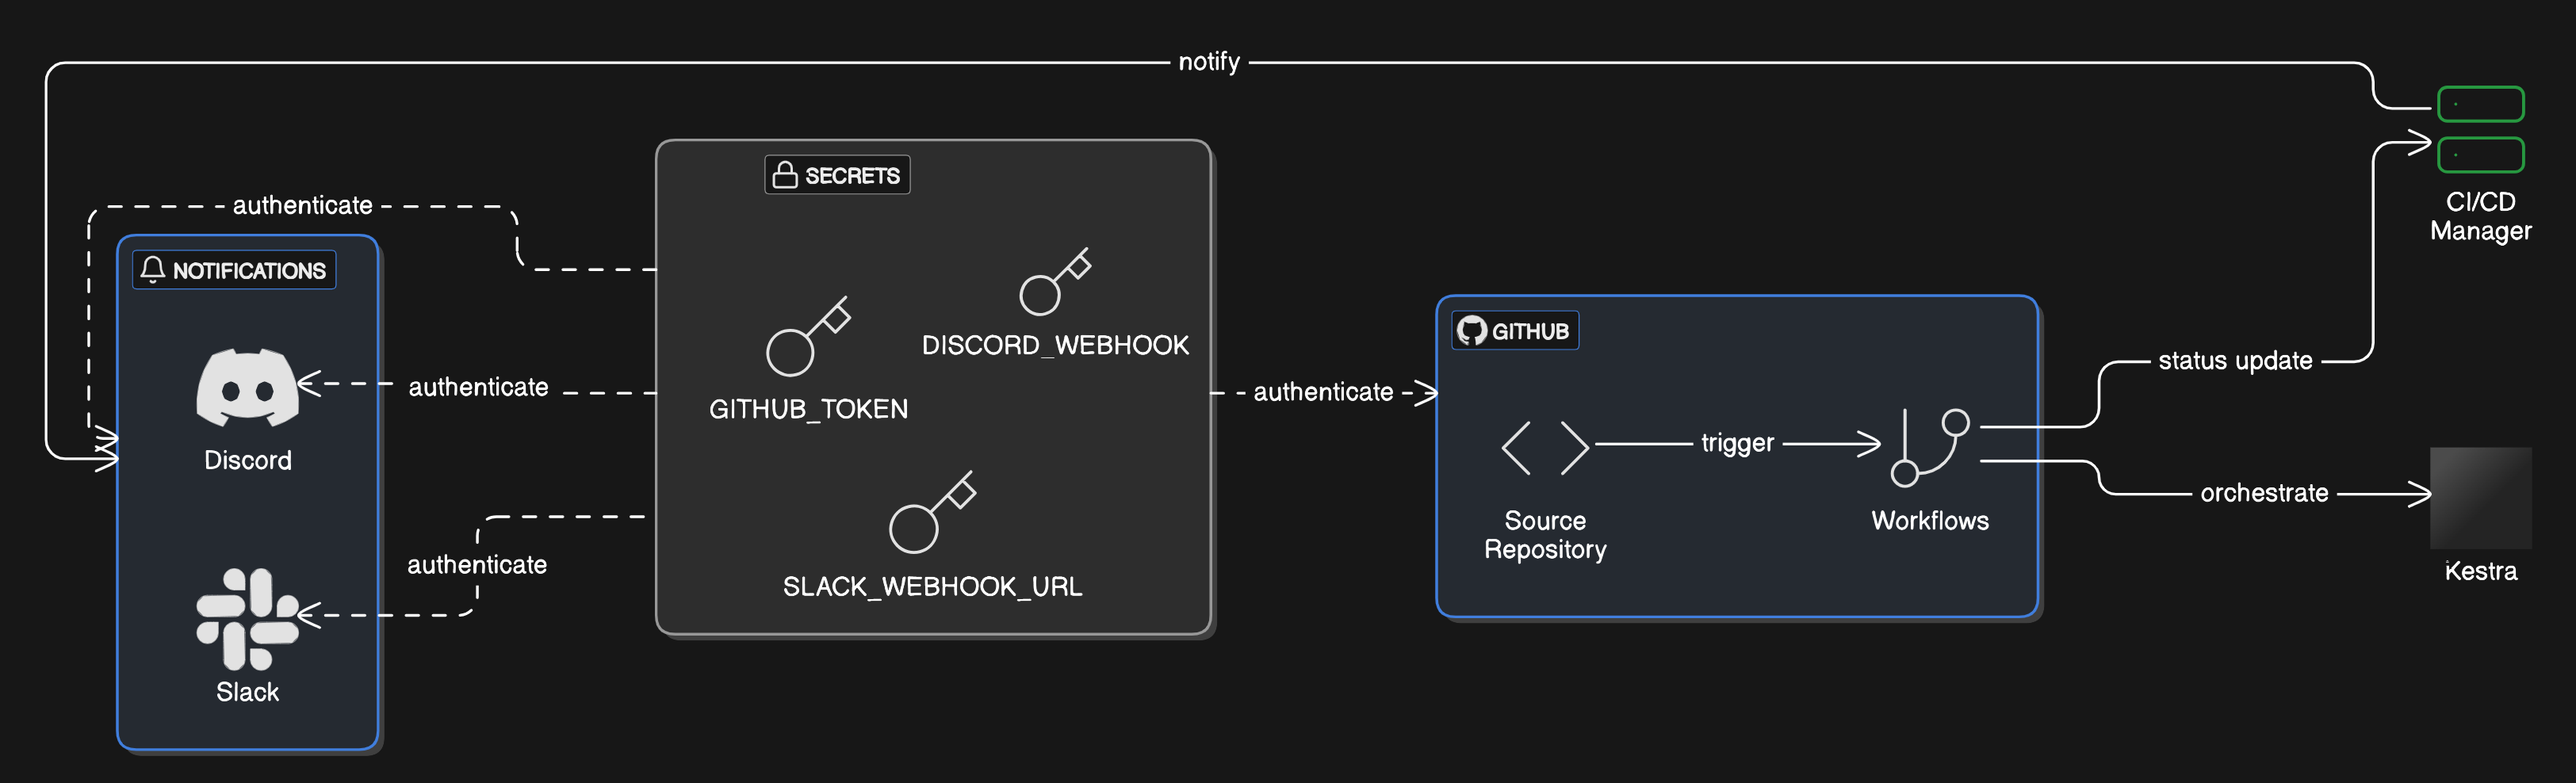 notify
CI/CD
Manager
SECRETS
authenticate
NOTIFICATIONS
DISCORD_WEBHOOK
GITHUB_TOKEN
SLACK_WEBHOOK_URL
authenticate
authenticate
Discord
Slack
authenticate
GITHUB
Source
Repository
trigger
Workflows
status update
orchestrate
Kestra